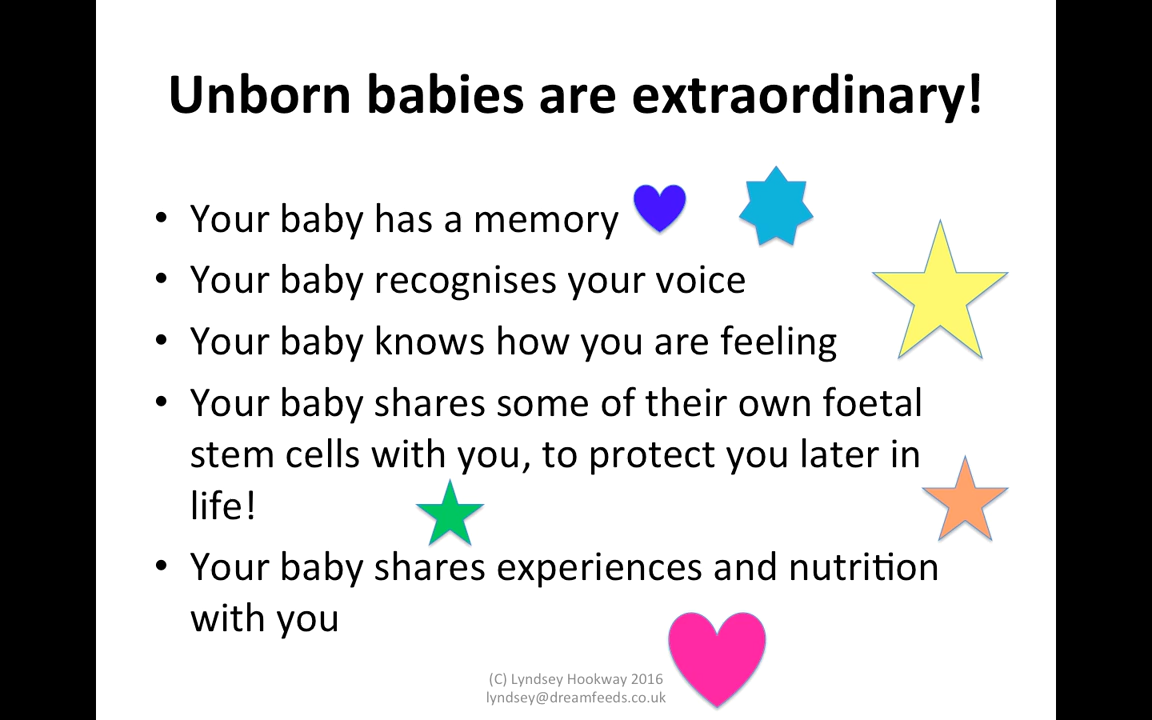 Unborn babies are extraordinary!
• Your baby has a memory
• Your baby recognises your voice
• Your baby knows how you are feeling
• Your baby shares some of their own foetal
stem cells with you, to protect you later in
life!
• Your baby shares experiences and nutrition
with you
(C) Lyndsey Hookway 2016
lyndsey@dreamfeeds.co.uk